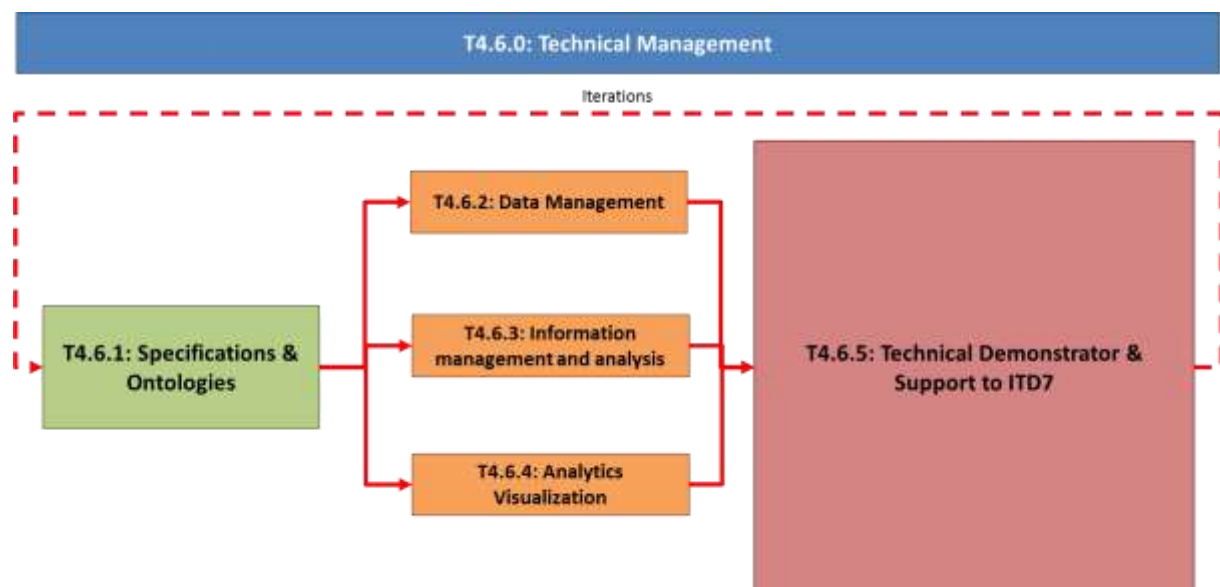 T4.6.0: Technical Management
Iterations
T4.6.2: Data Management
T4.6.3: Information
management and analysis
T4.6.1: Specifications &
Ontologies
T4.6.5: Technical Demonstrator &
Support to ITD7
T4.6.4: Analytics
Visualization